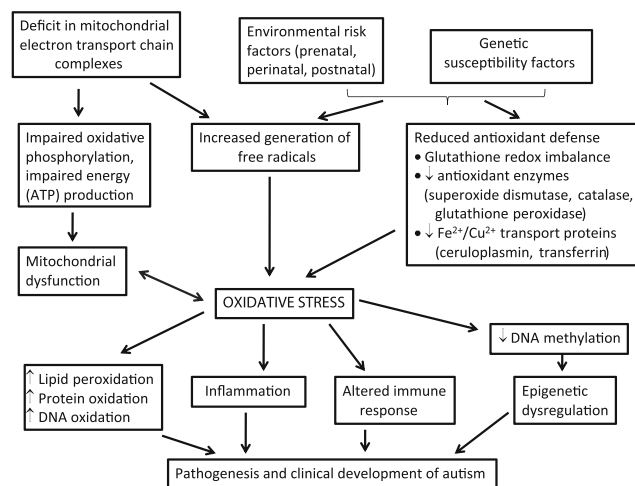 Deficit in mitochondrial
electron transport chain
complexes
Environmental risk
factors (prenatal,
perinatal, postnatal)
Genetic
susceptibility factors
Impaired oxidative
phosphorylation,
impaired energy
(ATP) production
Increased generation of
free radicals
Reduced antioxidant defense
● Glutathione redox imbalance
● ↓ antioxidant enzymes
(superoxide dismutase, catalase,
glutathione peroxidase)
● ↓ Fe²⁺/Cu²⁺ transport proteins
(ceruloplasmin, transferrin)
Mitochondrial
dysfunction
OXIDATIVE STRESS
↓ DNA methylation
↑ Lipid peroxidation
↑ Protein oxidation
↑ DNA oxidation
Inflammation
Altered immune
response
Epigenetic
dysregulation
Pathogenesis and clinical development of autism